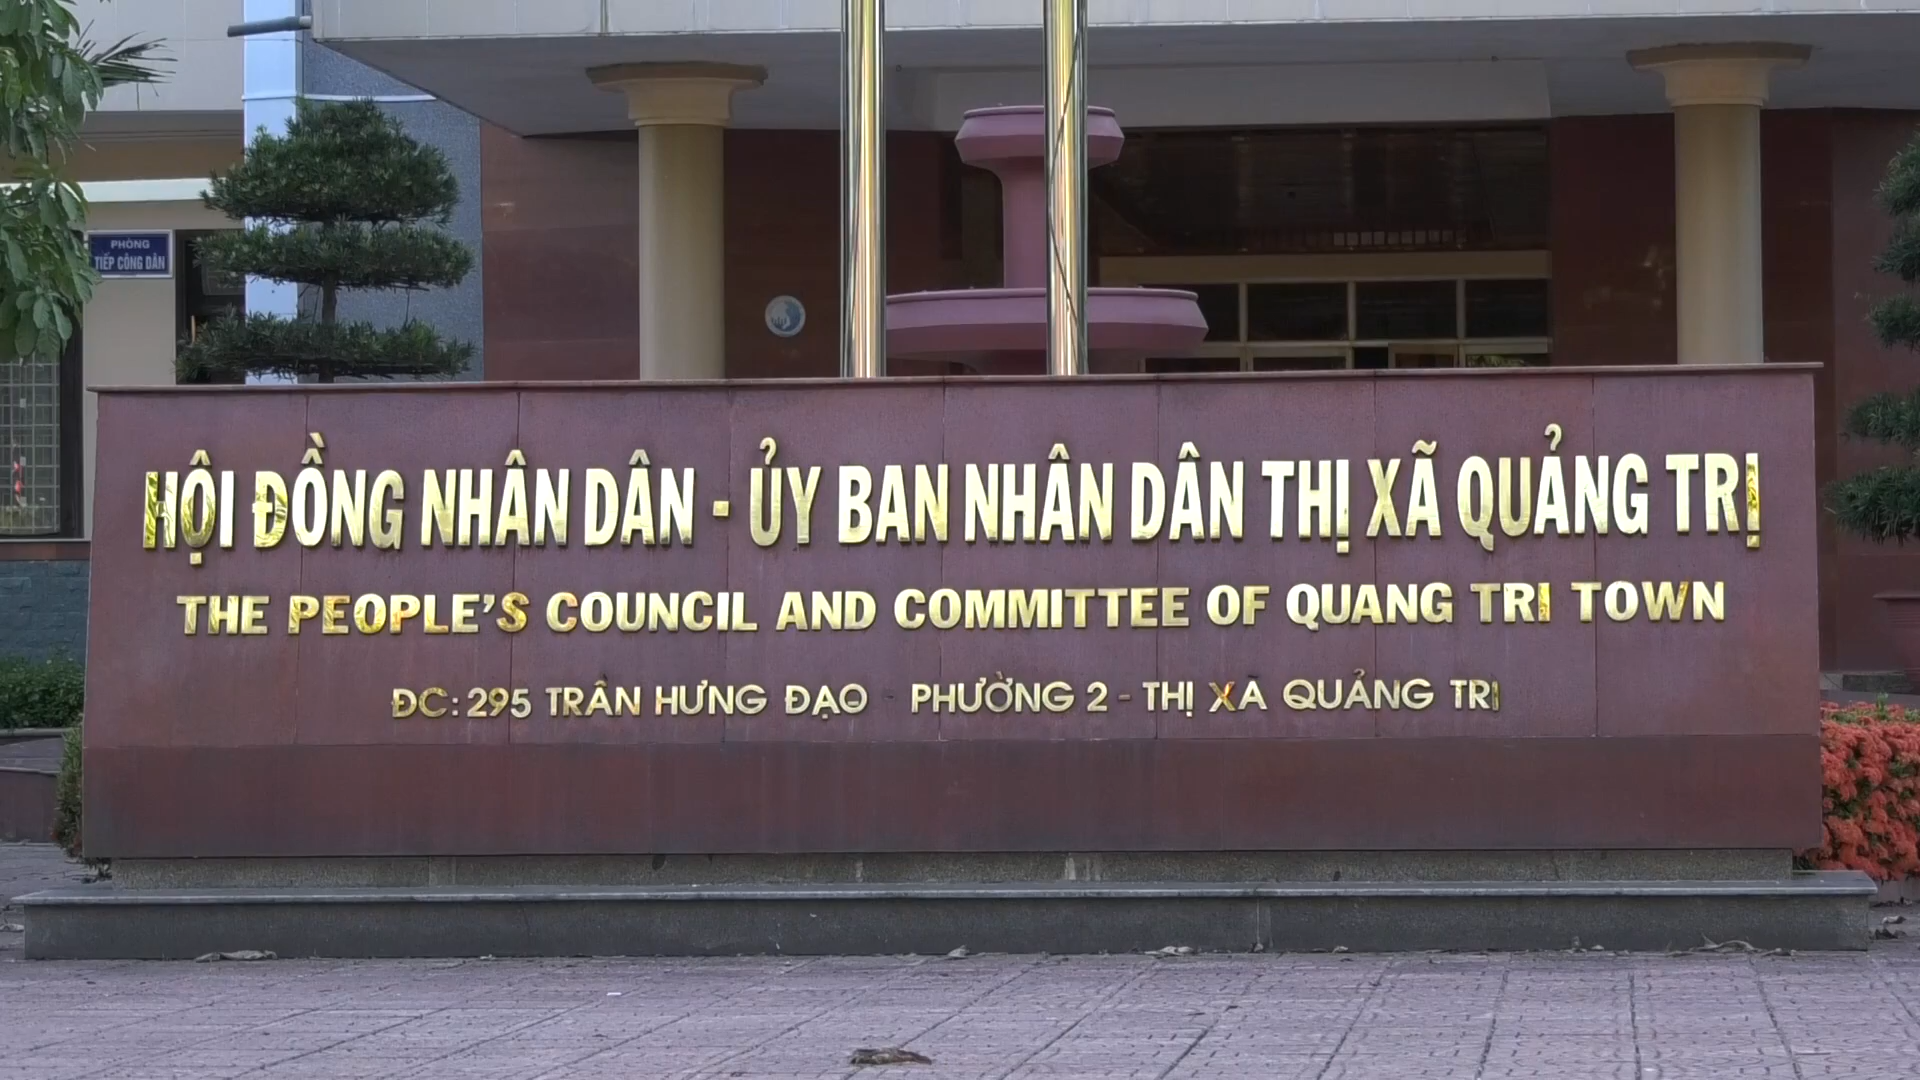 PHÒNG
TIẾP CÔNG DÂN
HỘI ĐỒNG NHÂN DÂN - ỦY BAN NHÂN DÂN THỊ XÃ QUẢNG TRỊ
THE PEOPLE'S COUNCIL AND COMMITTEE OF QUANG TRI TOWN
ĐC: 295 TRẦN HƯNG ĐẠO - PHƯỜNG 2 - THỊ XÃ QUẢNG TRỊ